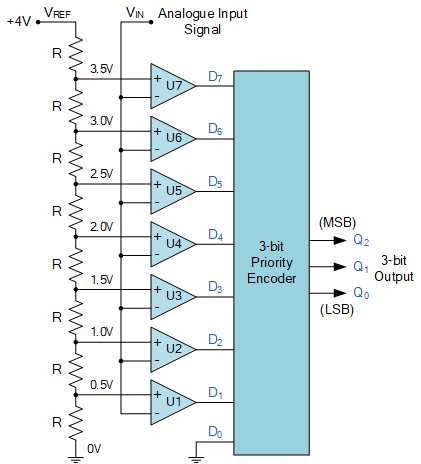 +4V
VREF
VIN
Analogue Input
Signal
R
3.5V
+
-
U7
D7
R
3.0V
+
-
U6
D6
R
2.5V
+
-
U5
D5
R
2.0V
+
-
U4
D4
R
1.5V
+
-
U3
D3
R
1.0V
+
-
U2
D2
R
0.5V
+
-
U1
D1
R
0V
D0
3-bit
Priority
Encoder
(MSB)
Q2
Q1
Q0
(LSB)
3-bit
Output